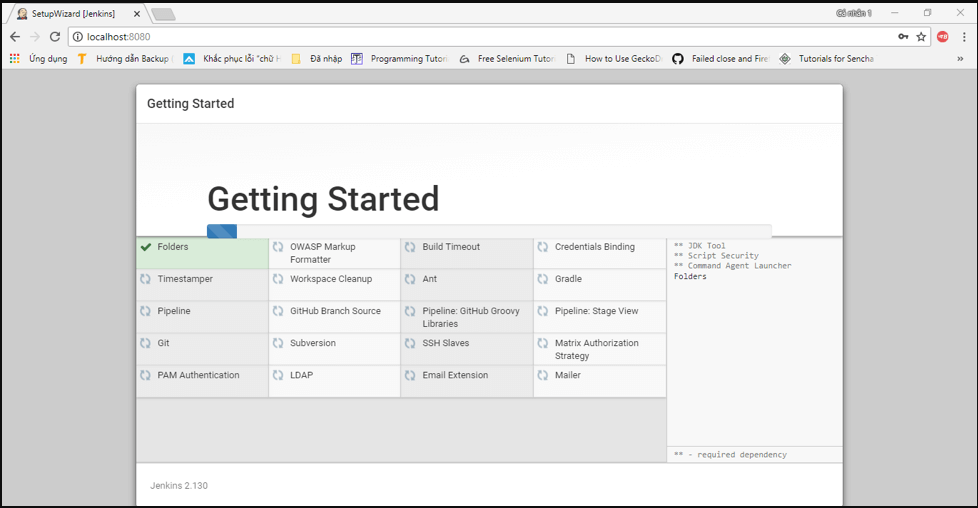 SetupWizard [Jenkins]
Cá nhân 1
localhost:8080
Ứng dụng
Hướng dẫn Backup
Khắc phục lỗi "chữ H
Đã nhập
Programming Tutori
Free Selenium Tutor
How to Use GeckoD
Failed close and Fire
Tutorials for Sencha
»
Getting Started
Getting Started
Folders
OWASP Markup
Formatter
Build Timeout
Credentials Binding
Timestamper
Workspace Cleanup
Ant
Gradle
Pipeline
GitHub Branch Source
Pipeline: GitHub Groovy
Libraries
Pipeline: Stage View
Git
Subversion
SSH Slaves
Matrix Authorization
Strategy
PAM Authentication
LDAP
Email Extension
Mailer
** JDK Tool
** Script Security
** Command Agent Launcher
Folders
** - required dependency
Jenkins 2.130